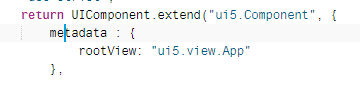 return UIComponent.extend("ui5.Component", {
metadata : {
rootView: "ui5.view.App"
},